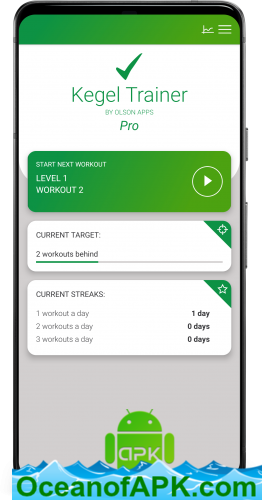 Kegel Trainer
BY OLSON APPS
Pro
START NEXT WORKOUT
LEVEL 1
WORKOUT 2
CURRENT TARGET:
2 workouts behind
CURRENT STREAKS:
1 workout a day 1 day
2 workouts a day 0 days
3 workouts a day 0 days
apk
OceanofAPK.com